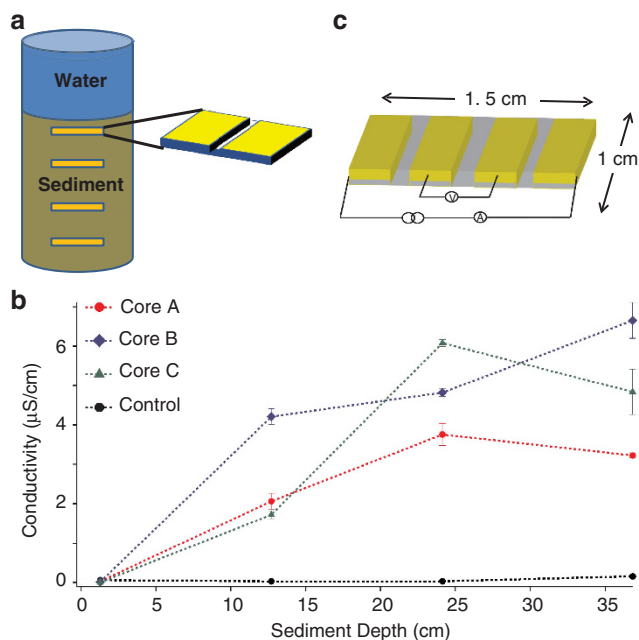 a
Water
Sediment
c
1. 5 cm
1 cm
V
A
b
Core A
Core B
Core C
Control
Conductivity (µS/cm)
6
4
2
0
0 5 10 15 20 25 30 35
Sediment Depth (cm)